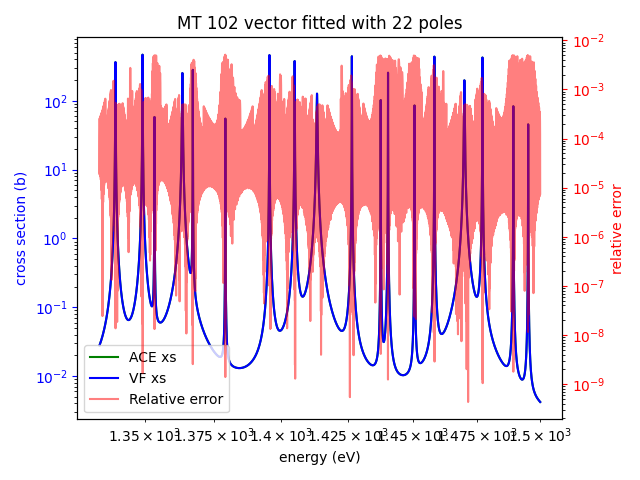 MT 102 vector fitted with 22 poles
cross section (b)
10²
10¹
10⁰
10⁻¹
10⁻²
relative error
10⁻²
10⁻³
10⁻⁴
10⁻⁵
10⁻⁶
10⁻⁷
10⁻⁸
10⁻⁹
ACE xs
VF xs
Relative error
1.35 × 10³ 1.375 × 10³ 1.4 × 10³ 1.425 × 10³ 1.45 × 10³ 1.475 × 10³ 1.5 × 10³
energy (eV)